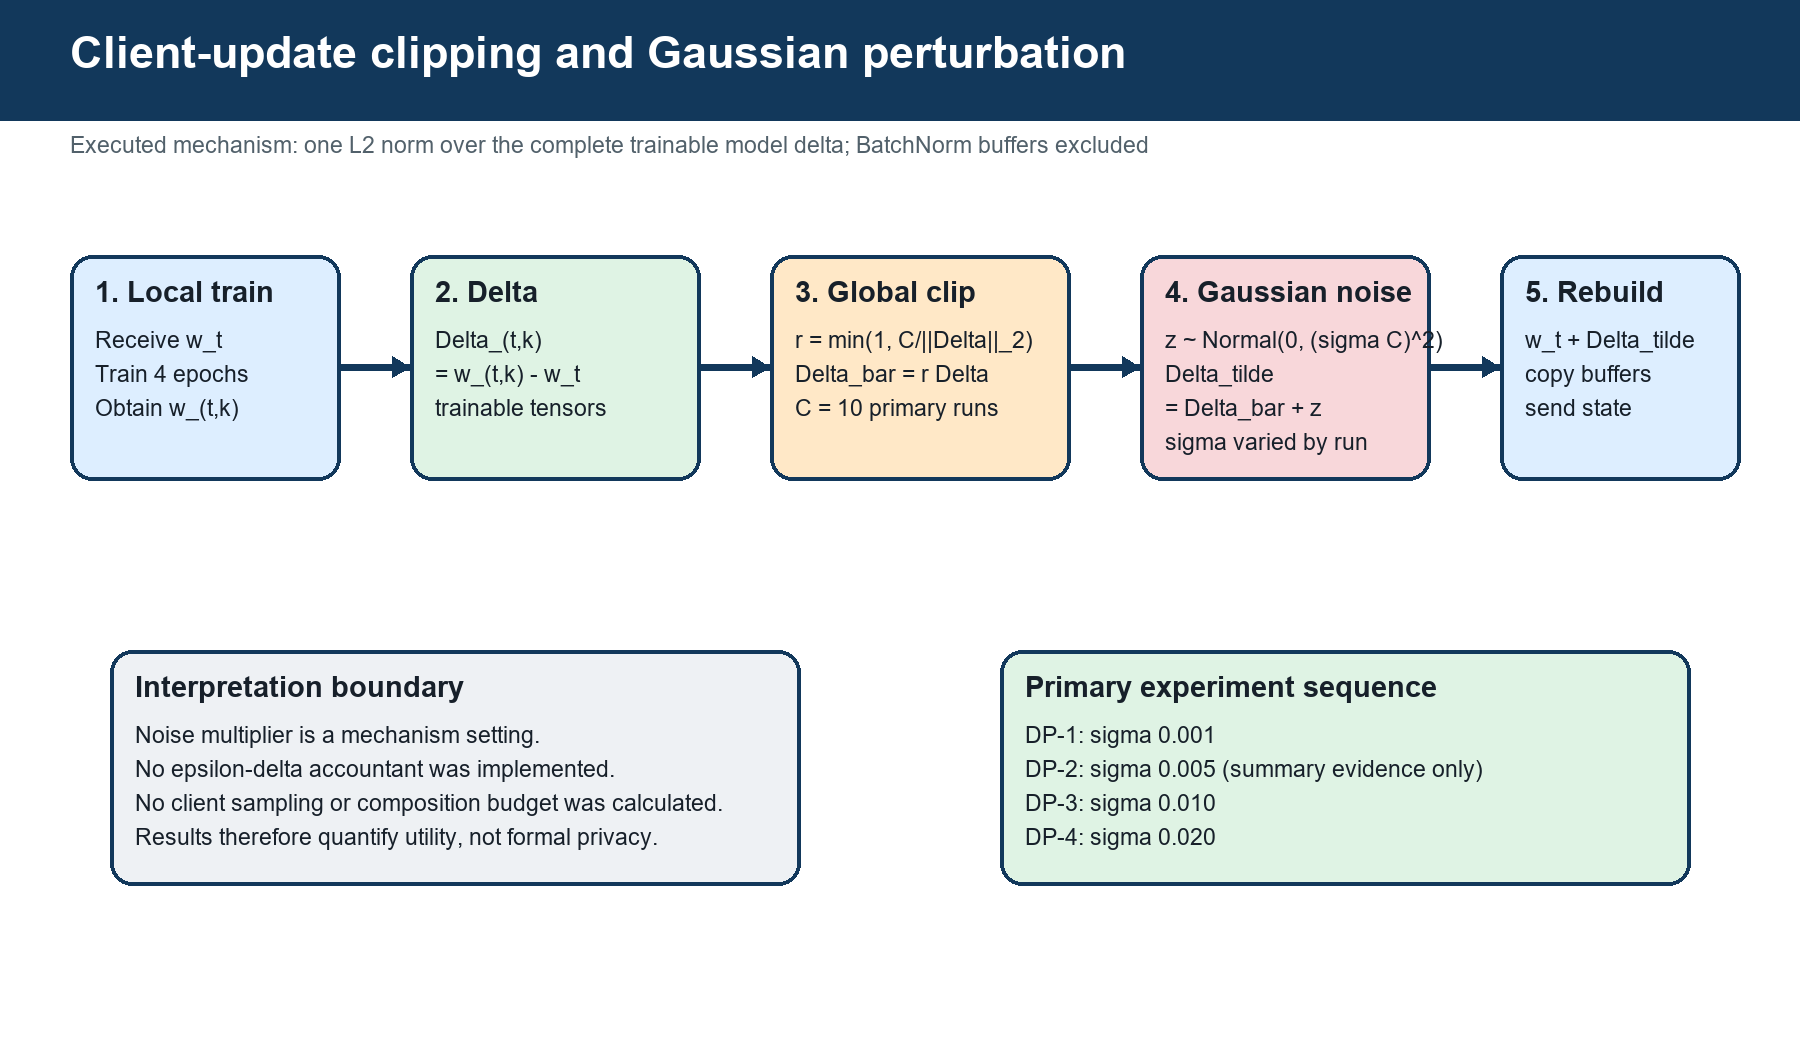 Client-update clipping and Gaussian perturbation
Executed mechanism: one L2 norm over the complete trainable model delta; BatchNorm buffers excluded
1. Local train
Receive w_t
Train 4 epochs
Obtain w_(t,k)
2. Delta
Delta_(t,k)
= w_(t,k) - w_t
trainable tensors
3. Global clip
r = min(1, C/||Delta||_2)
Delta_bar = r Delta
C = 10 primary runs
4. Gaussian noise
z ~ Normal(0, (sigma C)^2)
Delta_tilde
= Delta_bar + z
sigma varied by run
5. Rebuild
w_t + Delta_tilde
copy buffers
send state
Interpretation boundary
Noise multiplier is a mechanism setting.
No epsilon-delta accountant was implemented.
No client sampling or composition budget was calculated.
Results therefore quantify utility, not formal privacy.
Primary experiment sequence
DP-1: sigma 0.001
DP-2: sigma 0.005 (summary evidence only)
DP-3: sigma 0.010
DP-4: sigma 0.020